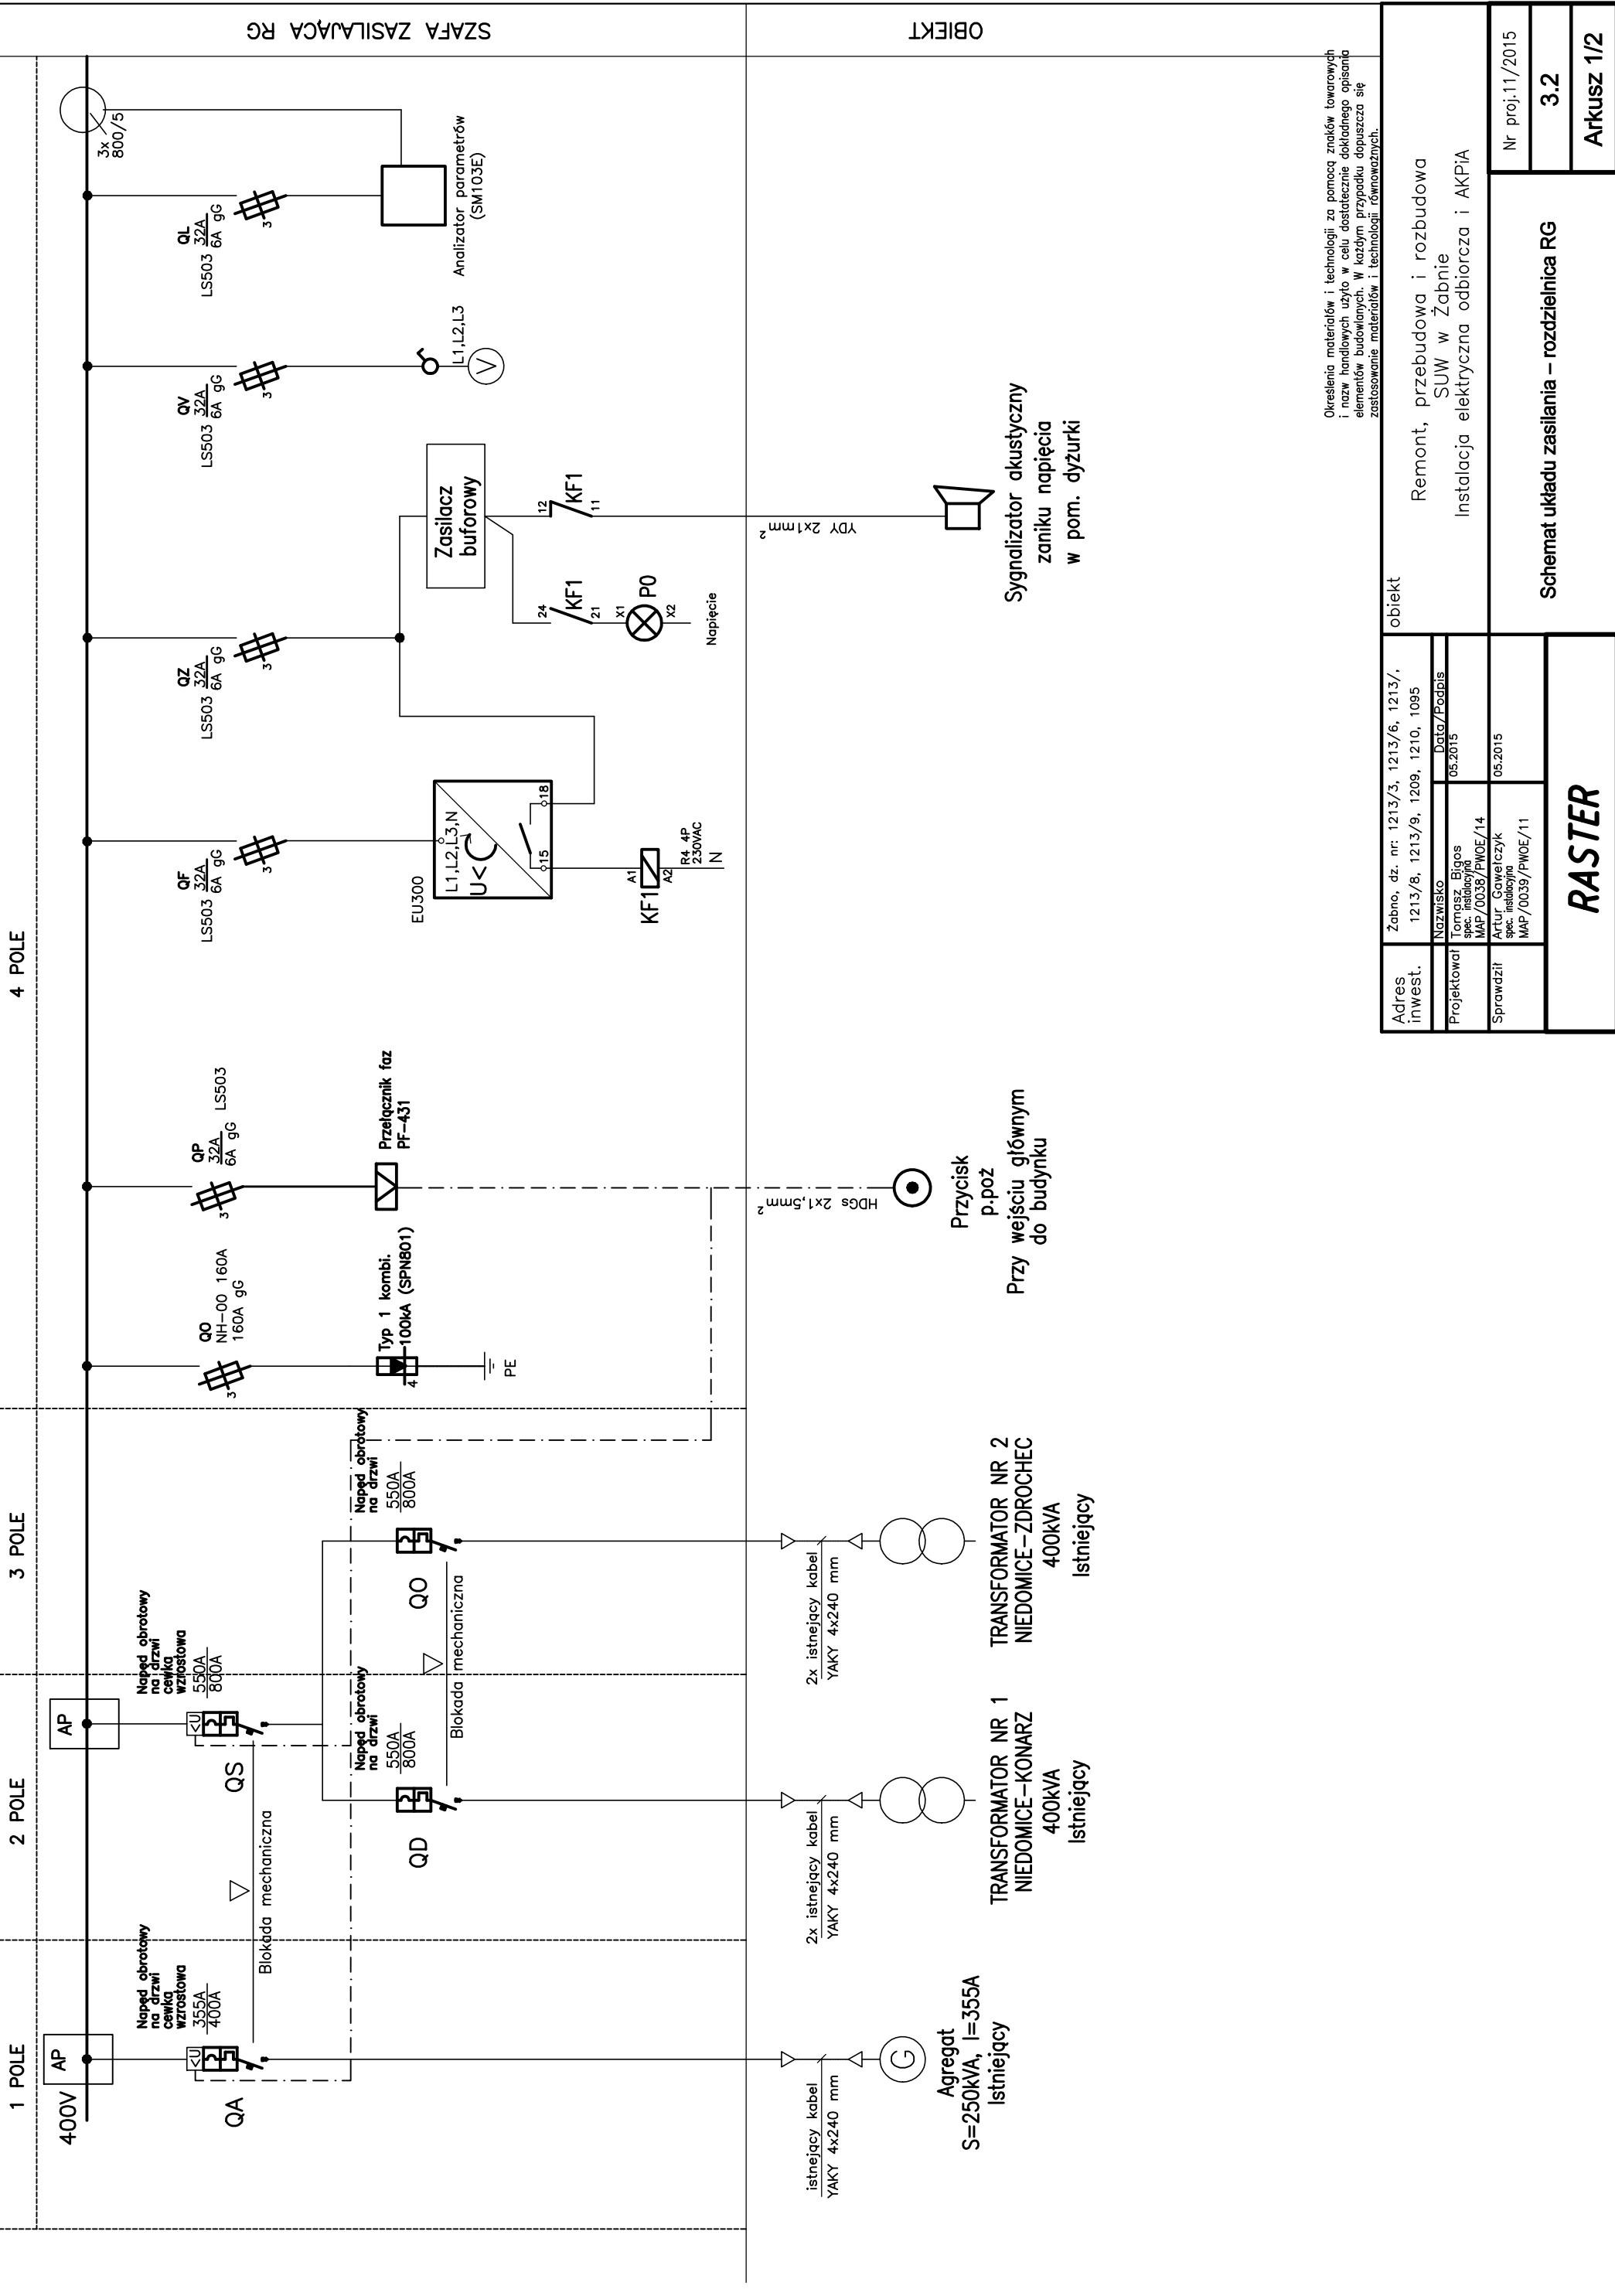 1 POLE
2 POLE
3 POLE
4 POLE
SZAFA ZASILAJĄCA RG
OBIEKT
400V
AP
Napęd obrotowy
na drzwi
cewka
wzrostowa
355A
400A
<U
QA
Blokada mechaniczna
AP
Napęd obrotowy
na drzwi
cewka
wzrostowa
550A
800A
<U
QS
Napęd obrotowy
na drzwi
550A
800A
QD
Blokada mechaniczna
Napęd obrotowy
na drzwi
550A
800A
QO
istnejący kabel
YAKY 4x240 mm
G
Agregat
S=250kVA, I=355A
Istniejący
2x istnejący kabel
YAKY 4x240 mm
TRANSFORMATOR NR 1
NIEDOMICE-KONARZ
400kVA
Istniejący
2x istnejący kabel
YAKY 4x240 mm
TRANSFORMATOR NR 2
NIEDOMICE-ZDROCHEC
400kVA
Istniejący
QO
NH-00 160A
160A gG
3
Typ 1 kombi.
100kA (SPN801)
4
PE
QP
32A
6A gG
LS503
3
Przełącznik faz
PF-431
HDGs 2x1,5mm²
Przycisk
p.poż
Przy wejściu głównym
do budynku
QF
LS503 32A
6A gG
3
EU300
L1,L2,L3,N
U<
15
18
A1
KF1
A2
R4 4P
230VAC
N
QZ
LS503 32A
6A gG
3
Zasilacz
buforowy
24
KF1
21
X1
P0
X2
Napięcie
12
KF1
11
YDY 2x1mm²
Sygnalizator akustyczny
zaniku napięcia
w pom. dyżurki
QV
LS503 32A
6A gG
3
L1,L2,L3
V
QL
LS503 32A
6A gG
3
Analizator parametrów
(SM103E)
3x
800/5
Określenia materiałów i technologii za pomocą znaków towarowych
i nazw handlowych użyto w celu dostatecznie dokładnego opisania
elementów budowlanych. W każdym przypadku dopuszcza się
zastosowanie materiałów i technologii równoważnych.
Adres
inwest.
Żabno, dz. nr: 1213/3, 1213/6, 1213/,
1213/8, 1213/9, 1209, 1210, 1095
obiekt
Remont, przebudowa i rozbudowa
SUW w Żabnie
Instalacja elektryczna odbiorcza i AKPiA
Nazwisko
Data/Podpis
Projektował
Tomasz Bigos
spec. instalacyjna
MAP/0038/PWOE/14
05.2015
Sprawdził
Artur Gawełczyk
spec. instalacyjna
MAP/0039/PWOE/11
05.2015
RASTER
Schemat układu zasilania – rozdzielnica RG
Nr proj.11/2015
3.2
Arkusz 1/2